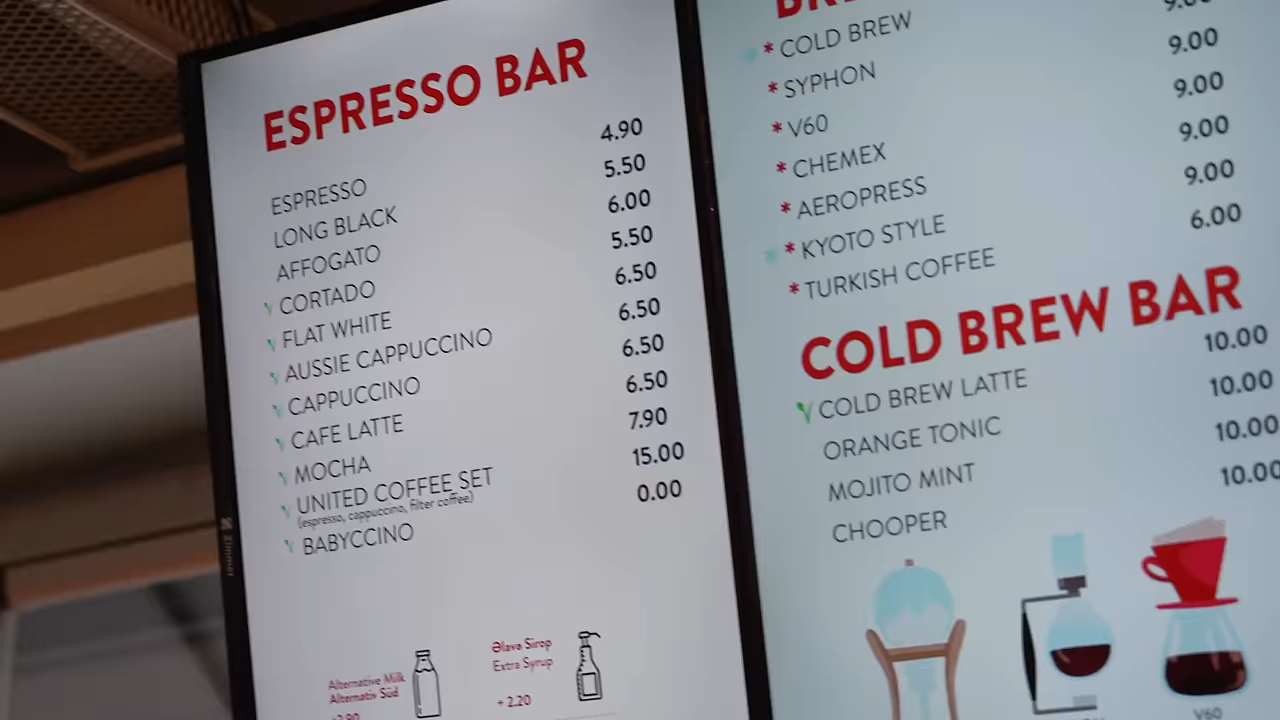 ESPRESSO BAR
ESPRESSO 4.90
LONG BLACK 5.50
AFFOGATO 6.00
CORTADO 5.50
FLAT WHITE 6.50
AUSSIE CAPPUCCINO 6.50
CAPPUCCINO 6.50
CAFE LATTE 6.50
MOCHA 7.90
UNITED COFFEE SET 15.00
(espresso, cappuccino, filter coffee)
BABYCCINO 0.00
Alternative Milk
Alternativ Süd
Əlavə Sirop
Extra Syrup
+ 2.20
* COLD BREW
* SYPHON 9.00
* V60 9.00
* CHEMEX 9.00
* AEROPRESS 9.00
* KYOTO STYLE 9.00
* TURKISH COFFEE 6.00
COLD BREW BAR
COLD BREW LATTE 10.00
ORANGE TONIC 10.00
MOJITO MINT 10.00
CHOOPER 10.00
V60